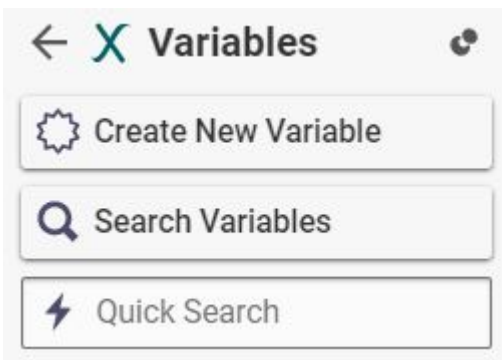 Variables
Create New Variable
Search Variables
Quick Search